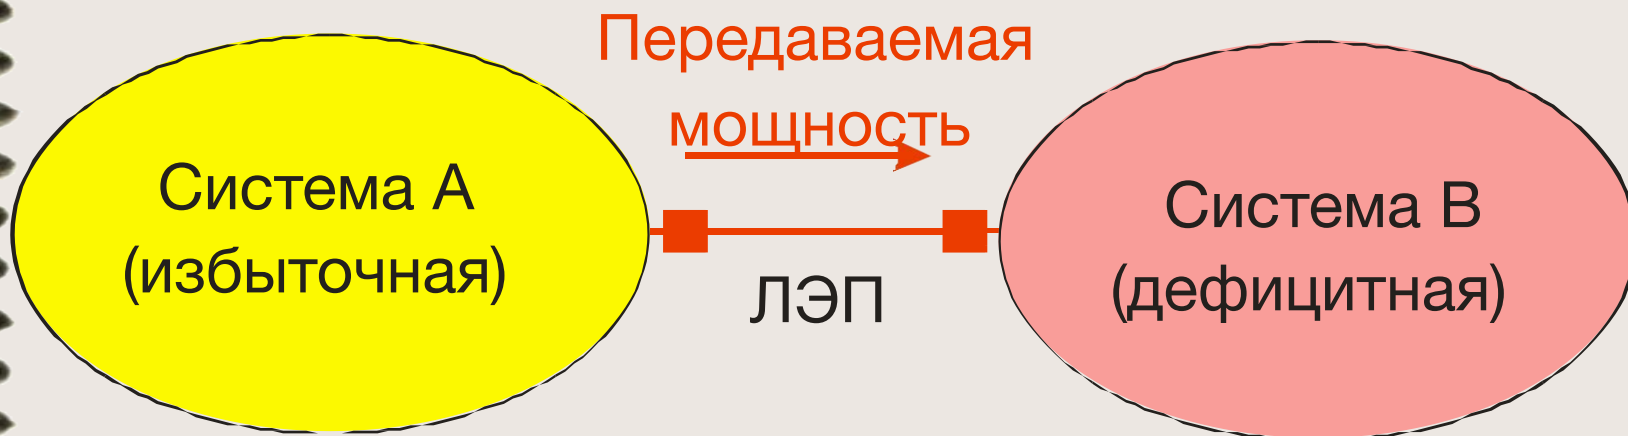 Передаваемая
мощность
Система А
(избыточная)
ЛЭП
Система В
(дефицитная)